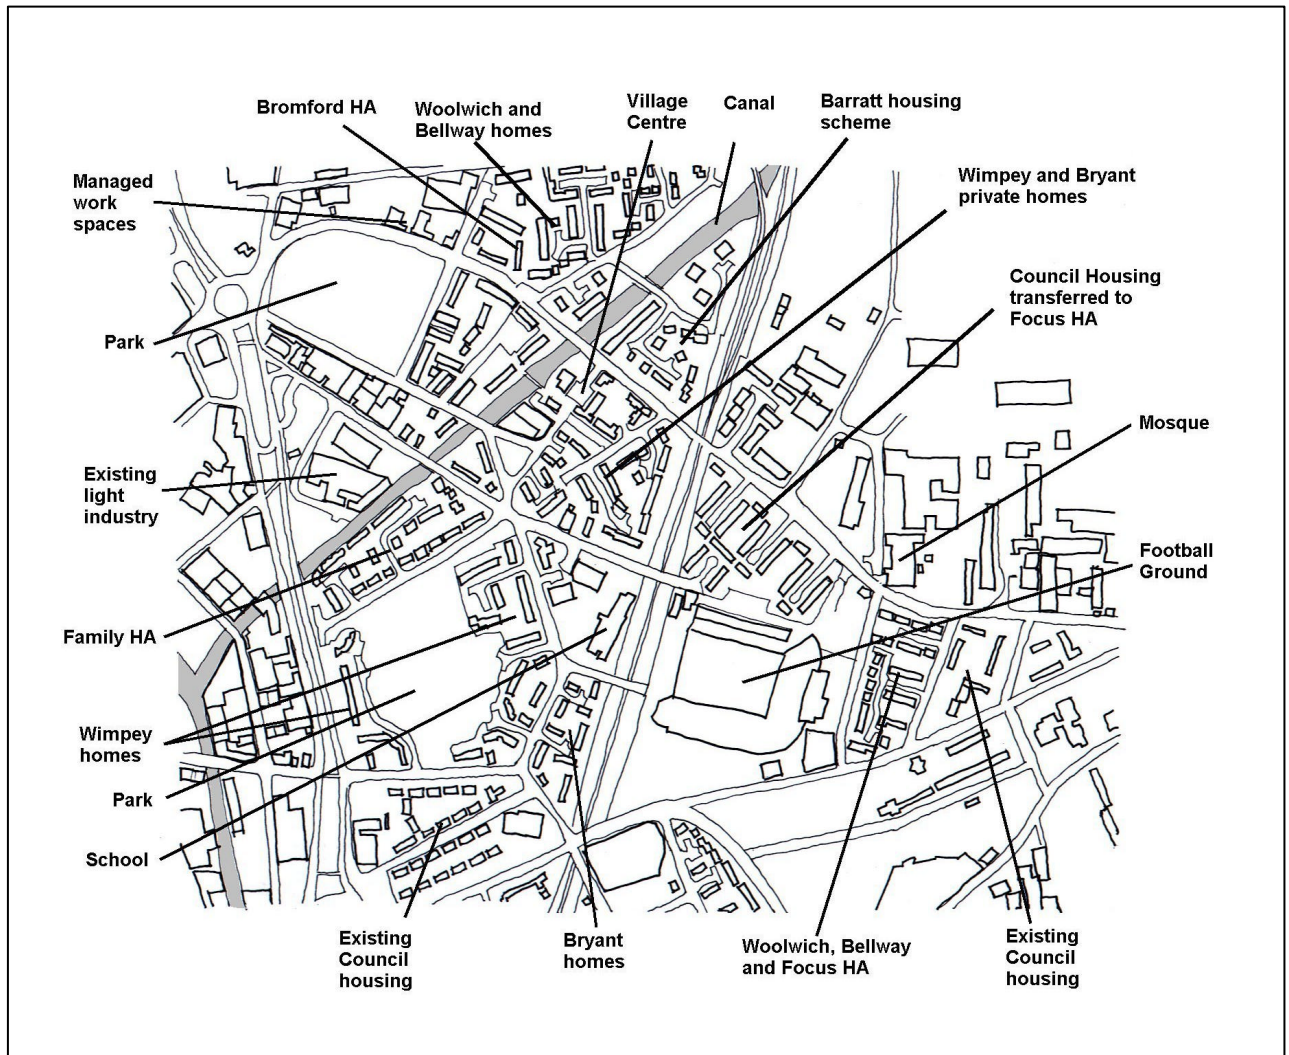 Bromford HA
Woolwich and
Bellway homes
Village
Centre
Canal
Barratt housing
scheme
Managed
work
spaces
Wimpey and Bryant
private homes
Council Housing
transferred to
Focus HA
Park
Mosque
Existing
light
industry
Football
Ground
Family HA
Wimpey
homes
Park
School
Existing
Council
housing
Bryant
homes
Woolwich, Bellway
and Focus HA
Existing
Council
housing